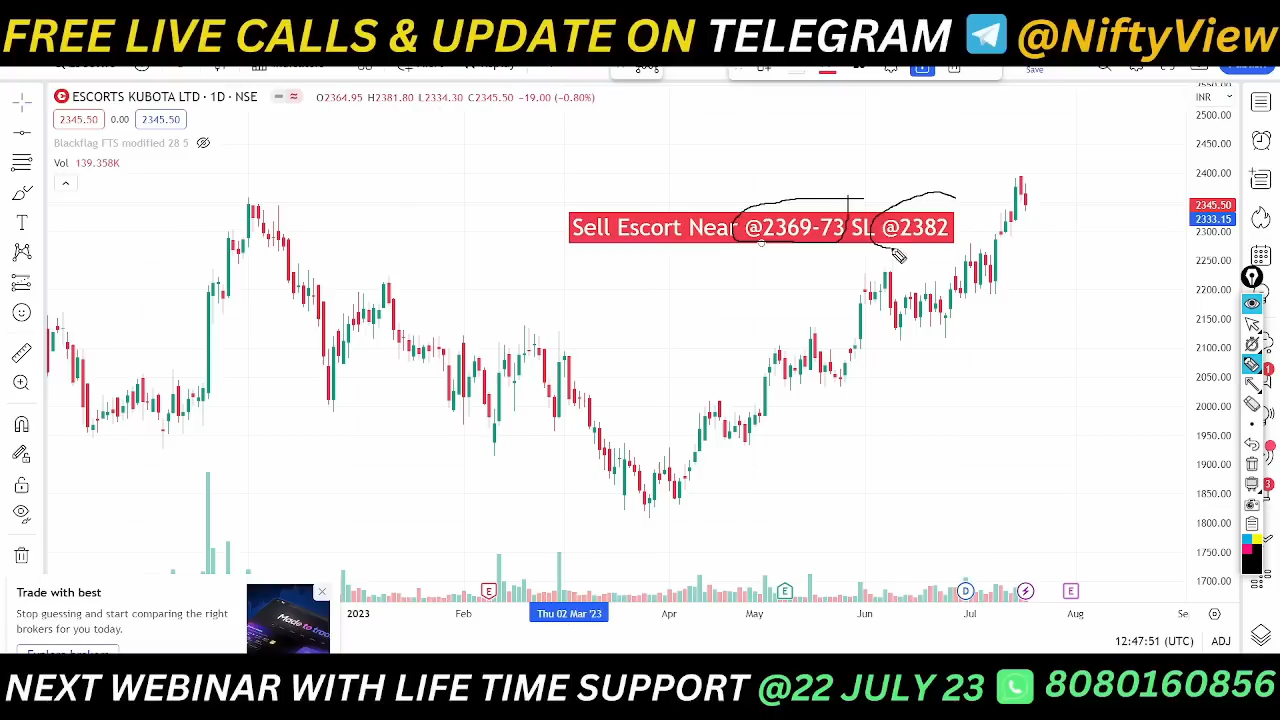 FREE LIVE CALLS & UPDATE ON TELEGRAM @NiftyView
Save
ESCORTS KUBOTA LTD · 1D · NSE O2364.95 H2381.80 L2334.30 C2345.50 −19.00 (−0.80%)
INR
2345.50 0.00 2345.50
Blackflag FTS modified 28 5
Vol 139.358K
Sell Escort Near @2369-73 SL @2382
2500.00
2450.00
2400.00
2345.50
2333.15
2300.00
2250.00
2200.00
2150.00
2100.00
2050.00
2000.00
1950.00
1900.00
1850.00
1800.00
1750.00
1700.00
E E D E
2023 Feb Thu 02 Mar '23 Apr May Jun Jul Aug Se
Trade with best
Stop guessing and start comparing the right
brokers for you today.
Explore brokers
12:47:51 (UTC) ADJ
1
3
NEXT WEBINAR WITH LIFE TIME SUPPORT @22 JULY 23 8080160856